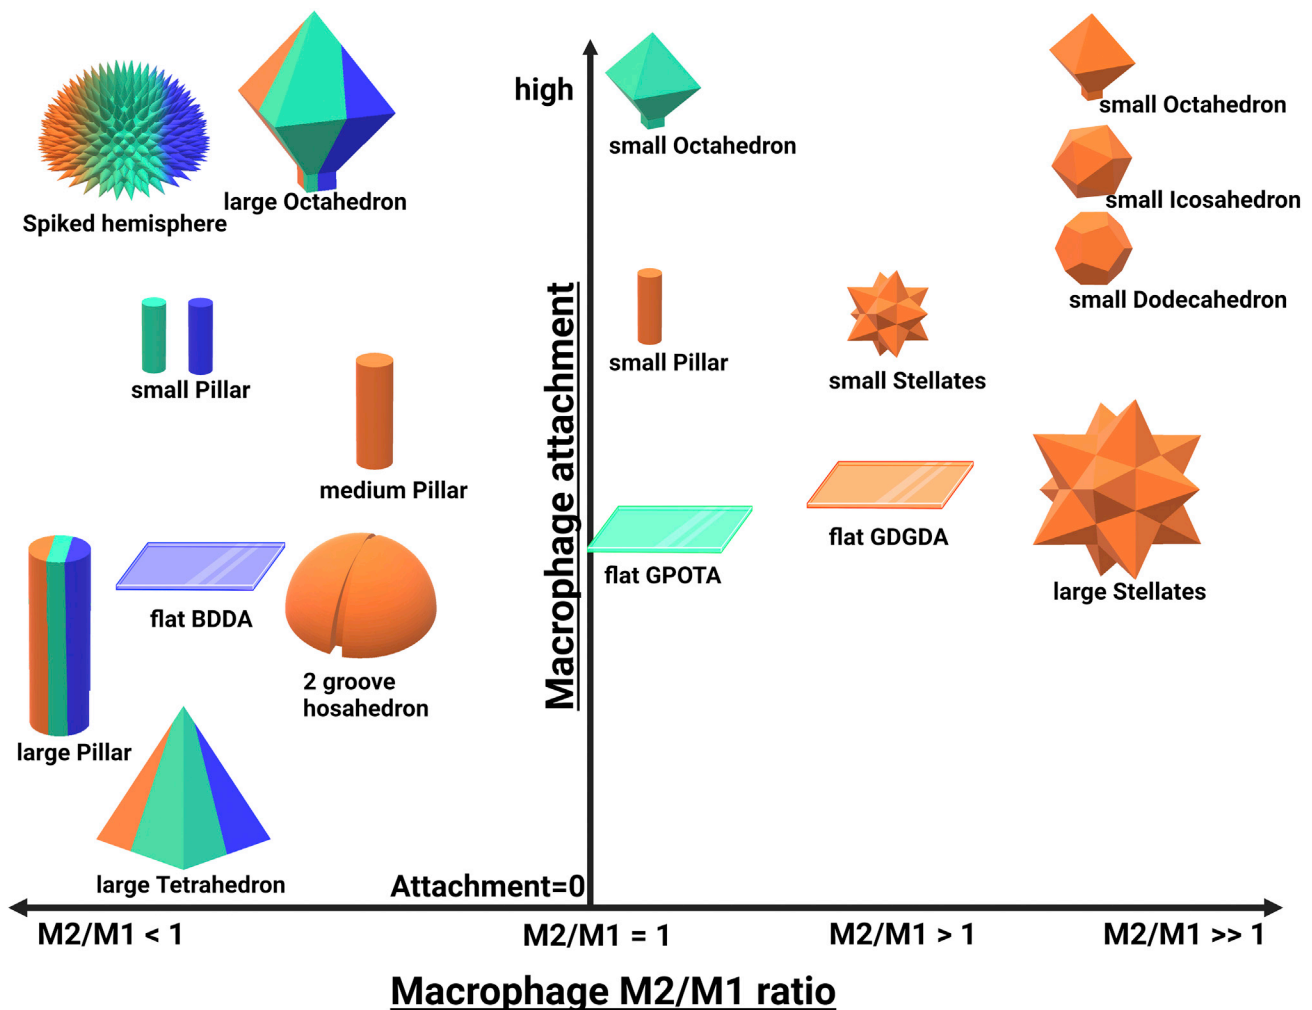 high
small Octahedron
small Octahedron
small Icosahedron
large Octahedron
Spiked hemisphere
small Dodecahedron
small Pillar
small Pillar
small Stellates
medium Pillar
Macrophage attachment
flat GDGDA
flat GPOTA
large Stellates
flat BDDA
2 groove
hosahedron
large Pillar
large Tetrahedron
Attachment=0
M2/M1 < 1
M2/M1 = 1
M2/M1 > 1
M2/M1 >> 1
Macrophage M2/M1 ratio